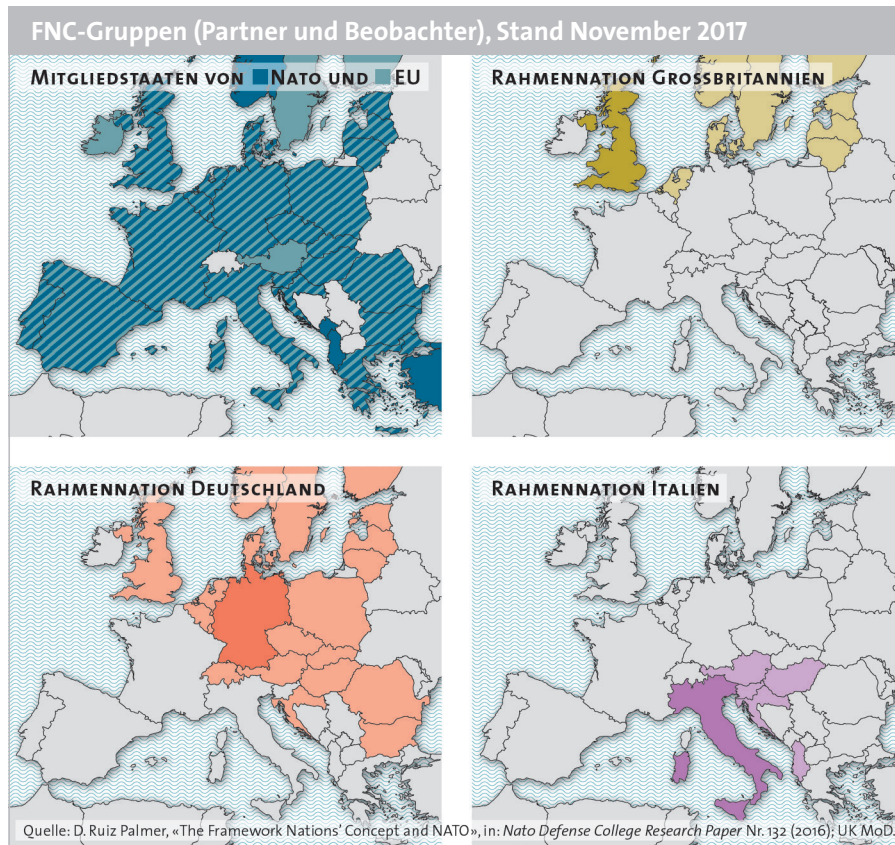 FNC-Gruppen (Partner und Beobachter), Stand November 2017
Mitgliedstaaten von Nato und EU
Rahmennation Grossbritannien
Rahmennation Deutschland
Rahmennation Italien
Quelle: D. Ruiz Palmer, «The Framework Nations’ Concept and NATO», in: Nato Defense College Research Paper Nr. 132 (2016); UK MoD.